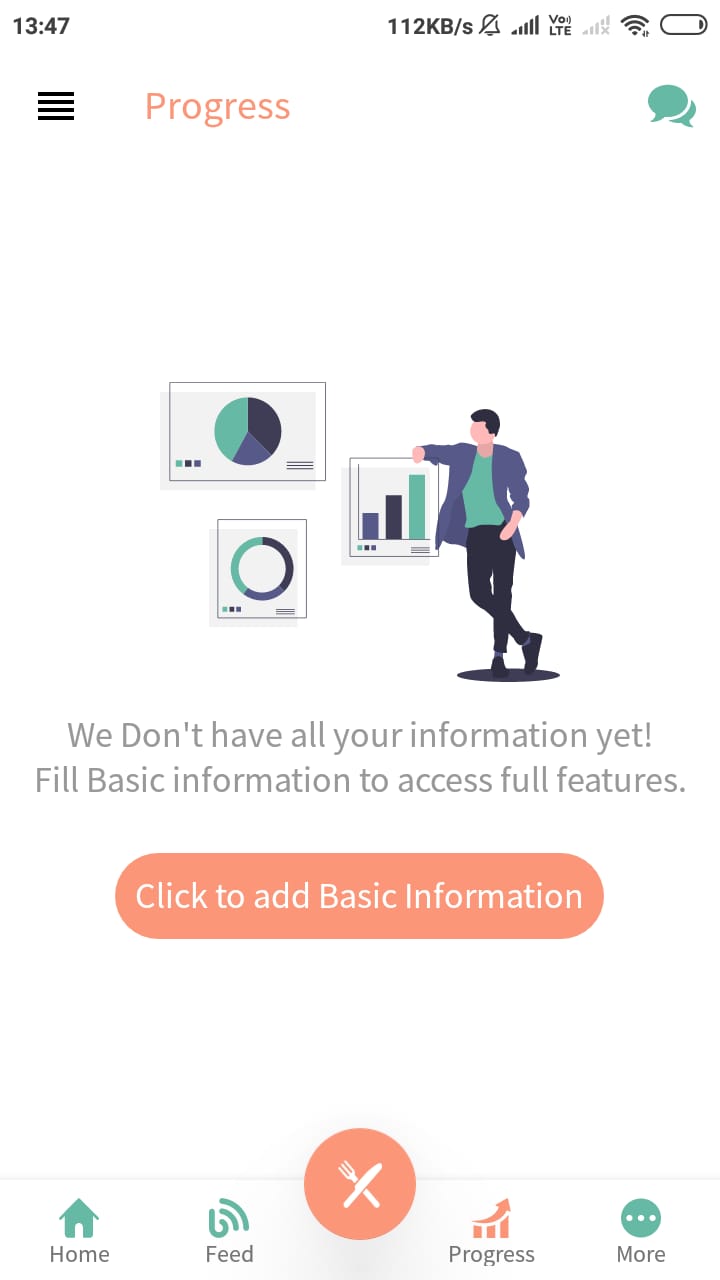 13:47 112KB/s Vo)) LTE
Progress
We Don't have all your information yet!
Fill Basic information to access full features.
Click to add Basic Information
Home Feed Progress More